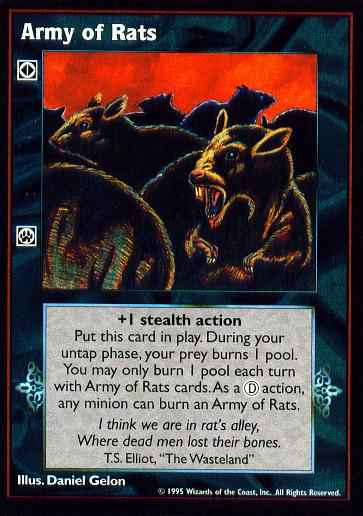 Army of Rats
+1 stealth action
Put this card in play. During your
untap phase, your prey burns 1 pool.
You may only burn 1 pool each turn
with Army of Rats cards. As a Ⓓ action,
any minion can burn an Army of Rats.
I think we are in rat's alley,
Where dead men lost their bones.
T.S. Elliot, "The Wasteland"
Illus. Daniel Gelon
© 1995 Wizards of the Coast, Inc. All Rights Reserved.